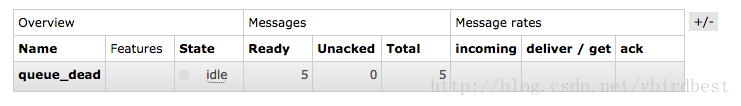 Overview Messages Message rates +/-
Name Features State Ready Unacked Total incoming deliver / get ack
queue_dead idle 5 0 5
http://blog.csdn.net/vbirdbest